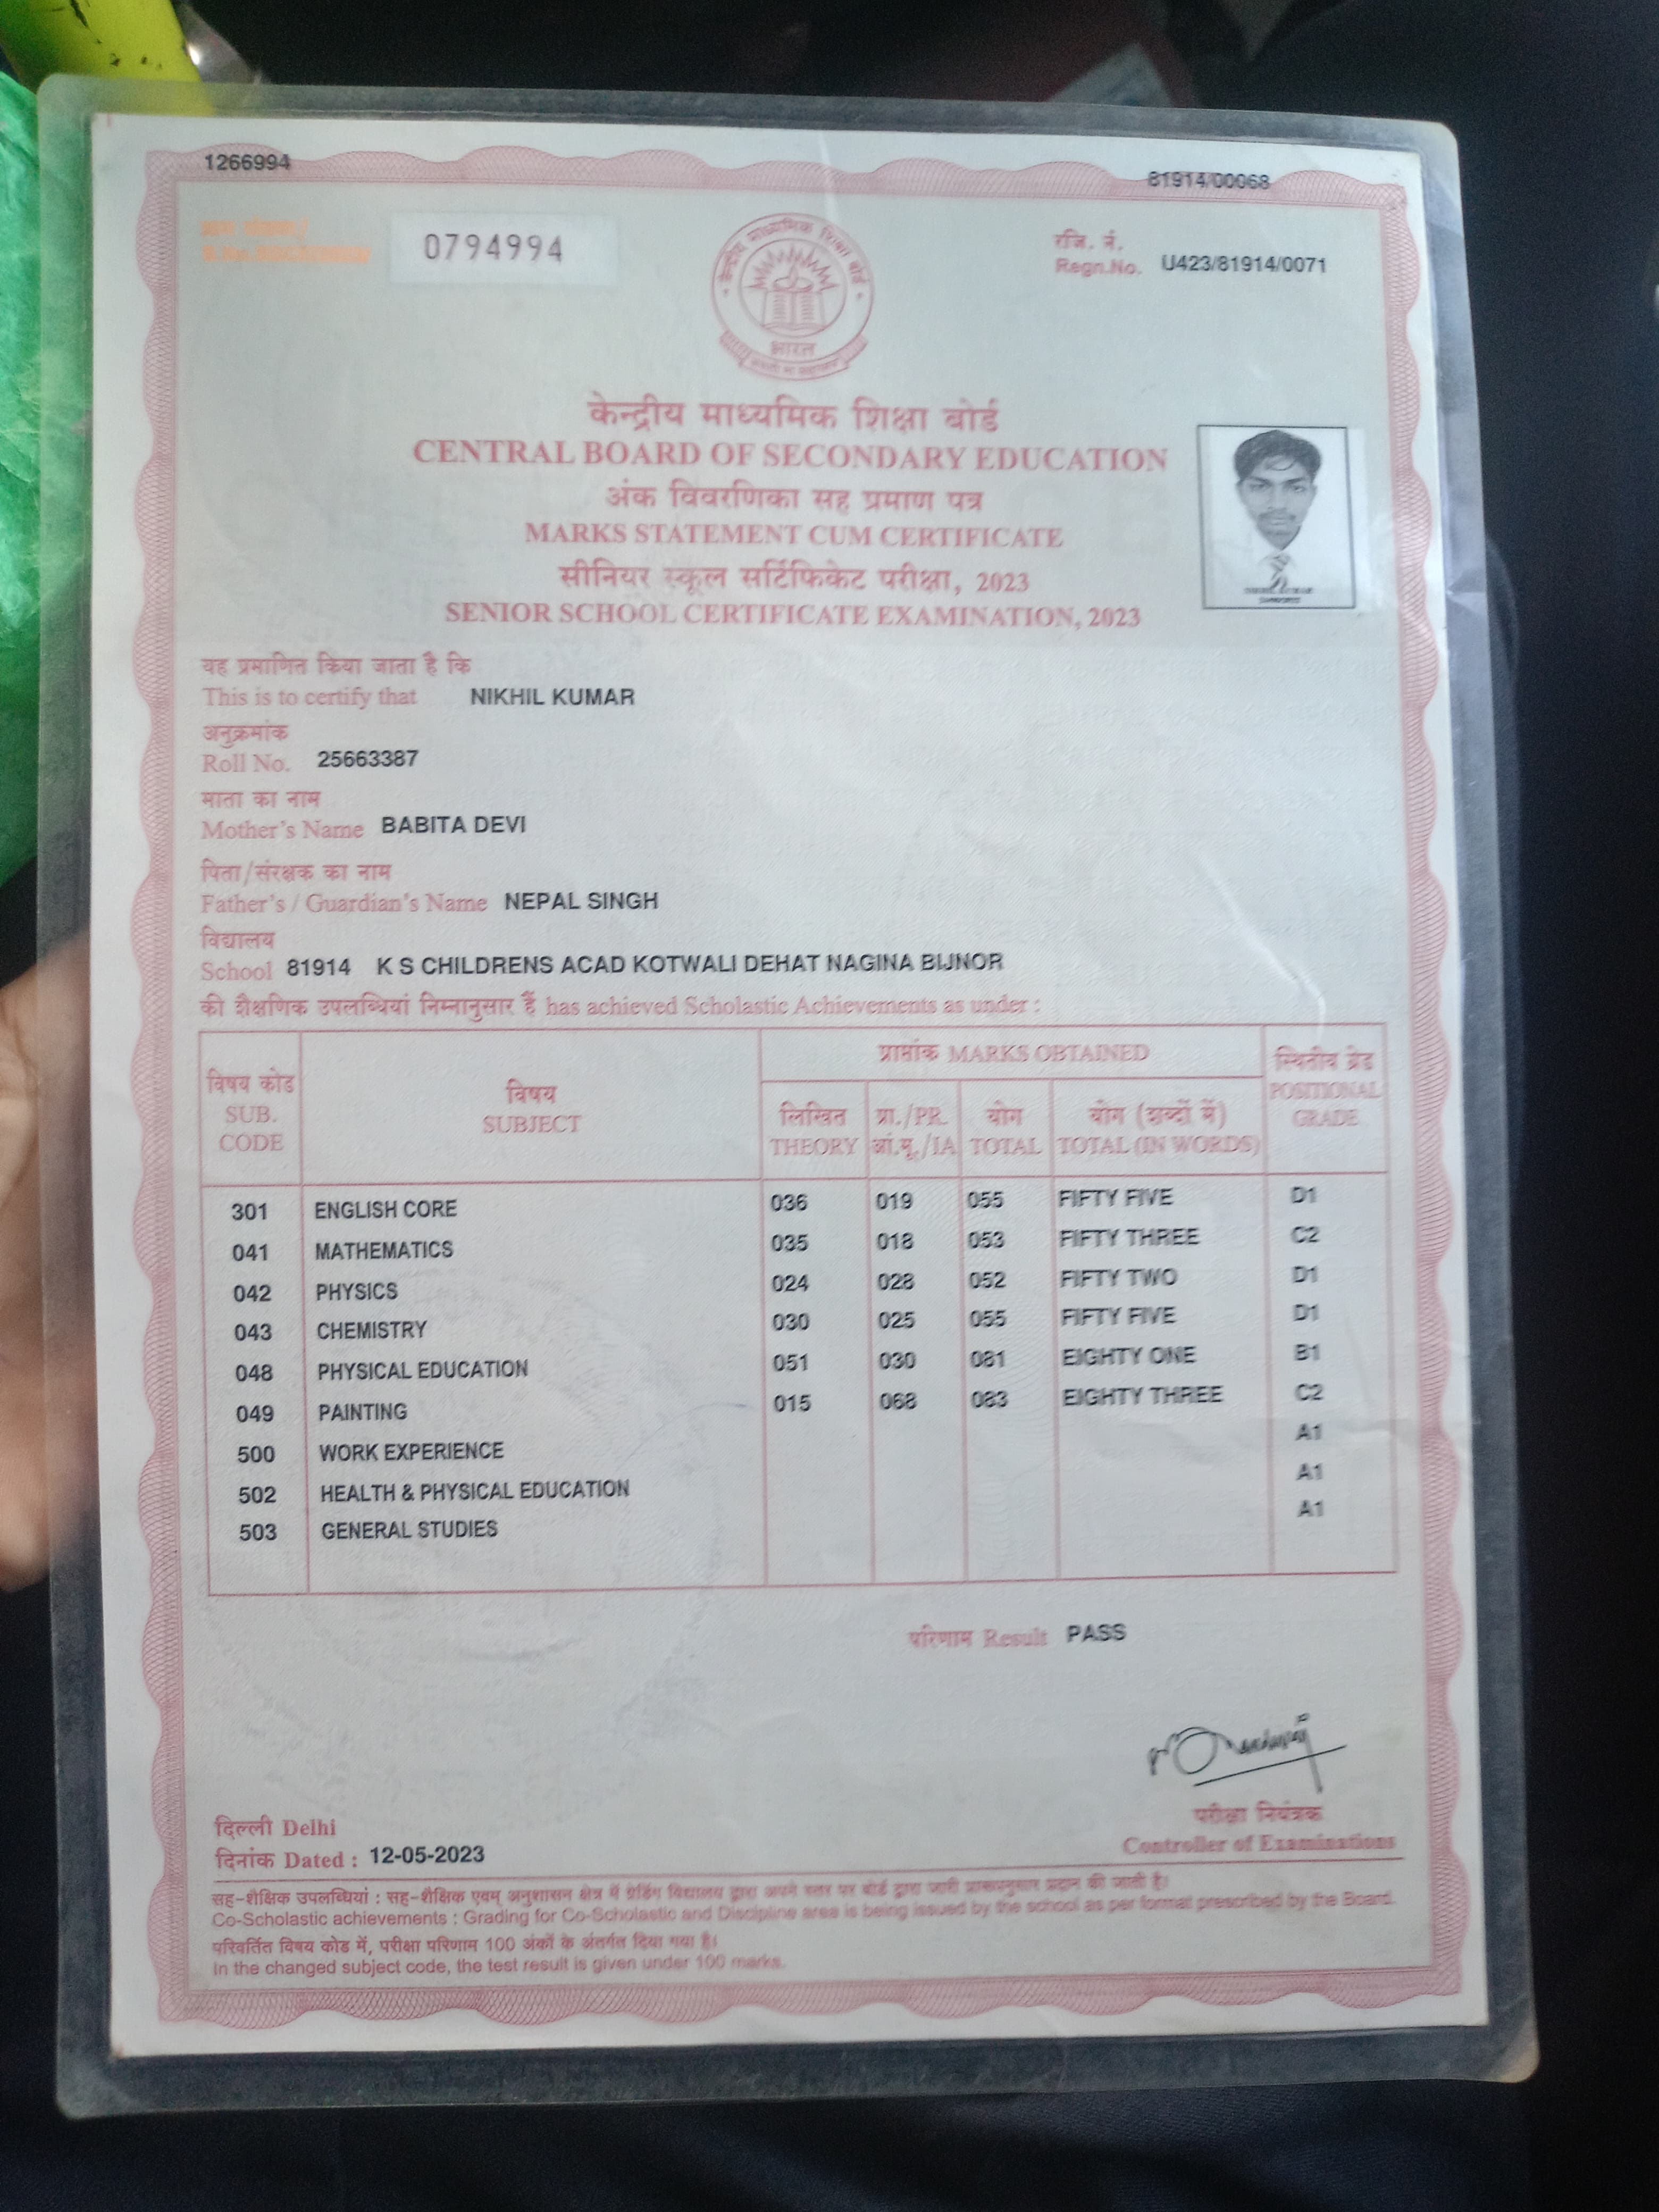 1266994
81914/00068
0794994
रजि. नं.
Regn.No. U423/81914/0071
केन्द्रीय माध्यमिक शिक्षा बोर्ड
भारत
केन्द्रीय माध्यमिक शिक्षा बोर्ड
CENTRAL BOARD OF SECONDARY EDUCATION
अंक विवरणिका सह प्रमाण पत्र
MARKS STATEMENT CUM CERTIFICATE
सीनियर स्कूल सर्टिफिकेट परीक्षा, 2023
SENIOR SCHOOL CERTIFICATE EXAMINATION, 2023
यह प्रमाणित किया जाता है कि
This is to certify that NIKHIL KUMAR
अनुक्रमांक
Roll No. 25663387
माता का नाम
Mother's Name BABITA DEVI
पिता/संरक्षक का नाम
Father's / Guardian's Name NEPAL SINGH
विद्यालय
School 81914 K S CHILDRENS ACAD KOTWALI DEHAT NAGINA BIJNOR
की शैक्षणिक उपलब्धियां निम्नानुसार हैं has achieved Scholastic Achievements as under :
विषय कोड
SUB.
CODE
विषय
SUBJECT
प्राप्तांक MARKS OBTAINED
लिखित
THEORY
प्रा./PR.
आं.मू./IA
योग
TOTAL
योग (शब्दों में)
TOTAL (IN WORDS)
स्थितीय ग्रेड
POSITIONAL
GRADE
301 ENGLISH CORE 036 019 055 FIFTY FIVE D1
041 MATHEMATICS 035 018 053 FIFTY THREE C2
042 PHYSICS 024 028 052 FIFTY TWO D1
043 CHEMISTRY 030 025 055 FIFTY FIVE D1
048 PHYSICAL EDUCATION 051 030 081 EIGHTY ONE B1
049 PAINTING 015 068 083 EIGHTY THREE C2
500 WORK EXPERIENCE A1
502 HEALTH & PHYSICAL EDUCATION A1
503 GENERAL STUDIES A1
परिणाम Result PASS
परीक्षा नियंत्रक
Controller of Examinations
दिल्ली Delhi
दिनांक Dated : 12-05-2023
सह-शैक्षिक उपलब्धियां : सह-शैक्षिक एवम् अनुशासन क्षेत्र में ग्रेडिंग विद्यालय द्वारा अपने स्तर पर बोर्ड द्वारा जारी प्रारूपनुसार प्रदान की जाती है।
Co-Scholastic achievements : Grading for Co-Scholastic and Discipline area is being issued by the school as per format prescribed by the Board.
परिवर्तित विषय कोड में, परीक्षा परिणाम 100 अंकों के अंतर्गत दिया गया है।
In the changed subject code, the test result is given under 100 marks.